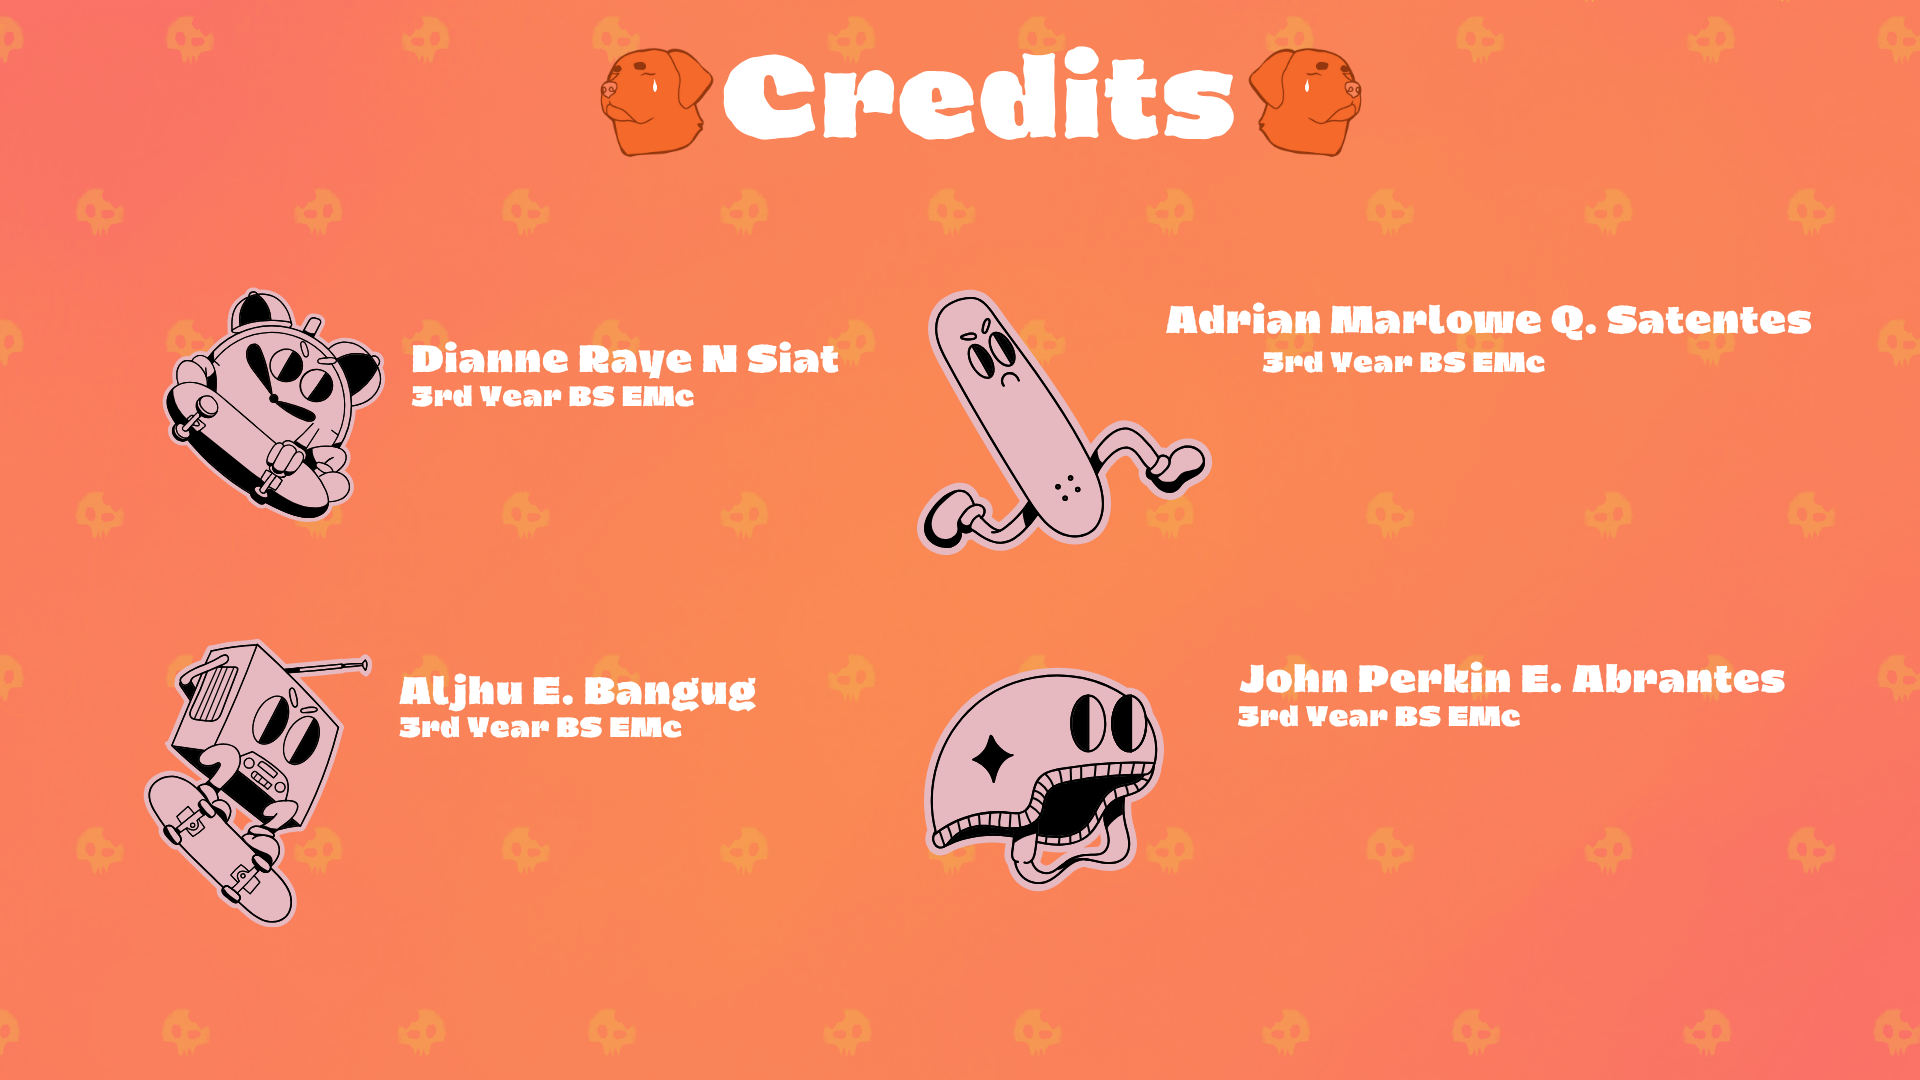 Credits
Dianne Raye N Siat
3rd Year BS EMc
Adrian Marlowe Q. Satentes
3rd Year BS EMc
Aljhu E. Bangug
3rd Year BS EMc
John Perkin E. Abrantes
3rd Year BS EMc